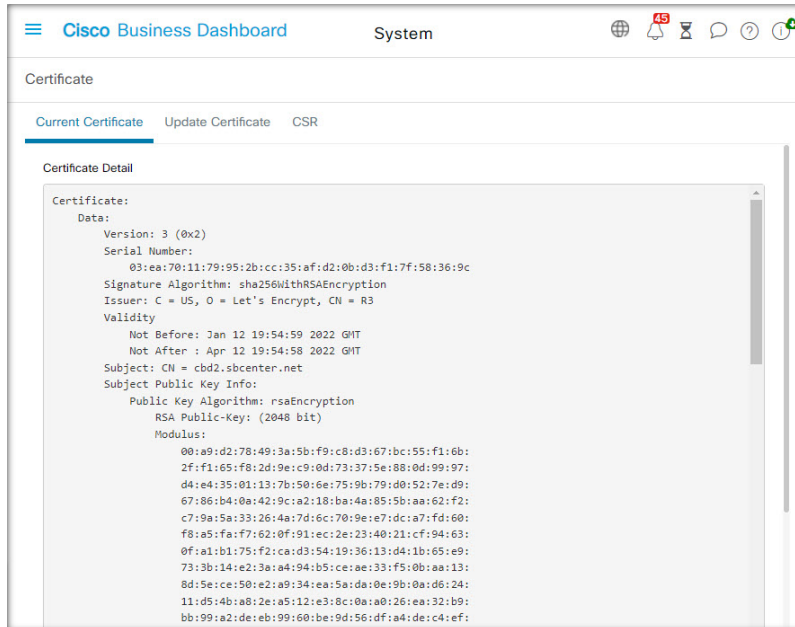 Cisco Business Dashboard
System
45
Certificate
Current Certificate Update Certificate CSR
Certificate Detail
Certificate:
Data:
Version: 3 (0x2)
Serial Number:
03:ea:70:11:79:95:2b:cc:35:af:d2:0b:d3:f1:7f:58:36:9c
Signature Algorithm: sha256WithRSAEncryption
Issuer: C = US, O = Let's Encrypt, CN = R3
Validity
Not Before: Jan 12 19:54:59 2022 GMT
Not After : Apr 12 19:54:58 2022 GMT
Subject: CN = cbd2.sbcenter.net
Subject Public Key Info:
Public Key Algorithm: rsaEncryption
RSA Public-Key: (2048 bit)
Modulus:
00:a9:d2:78:49:3a:5b:f9:c8:d3:67:bc:55:f1:6b:
2f:f1:65:f8:2d:9e:c9:0d:73:37:5e:88:0d:99:97:
d4:e4:35:01:13:7b:50:6e:75:9b:79:d0:52:7e:d9:
67:86:b4:0a:42:9c:a2:18:ba:4a:85:5b:aa:62:f2:
c7:9a:5a:33:26:4a:7d:6c:70:9e:e7:dc:a7:fd:60:
f8:a5:fa:f7:62:0f:91:ec:2e:23:40:21:cf:94:63:
0f:a1:b1:75:f2:ca:d3:54:19:36:13:d4:1b:65:e9:
73:3b:14:e2:3a:a4:94:b5:ce:ae:33:f5:0b:aa:13:
8d:5e:ce:50:e2:a9:34:ea:5a:da:0e:9b:0a:d6:24:
11:d5:4b:a8:2e:a5:12:e3:8c:0a:a0:26:ea:32:b9:
bb:99:a2:de:eb:99:60:be:9d:56:df:a4:de:c4:ef: